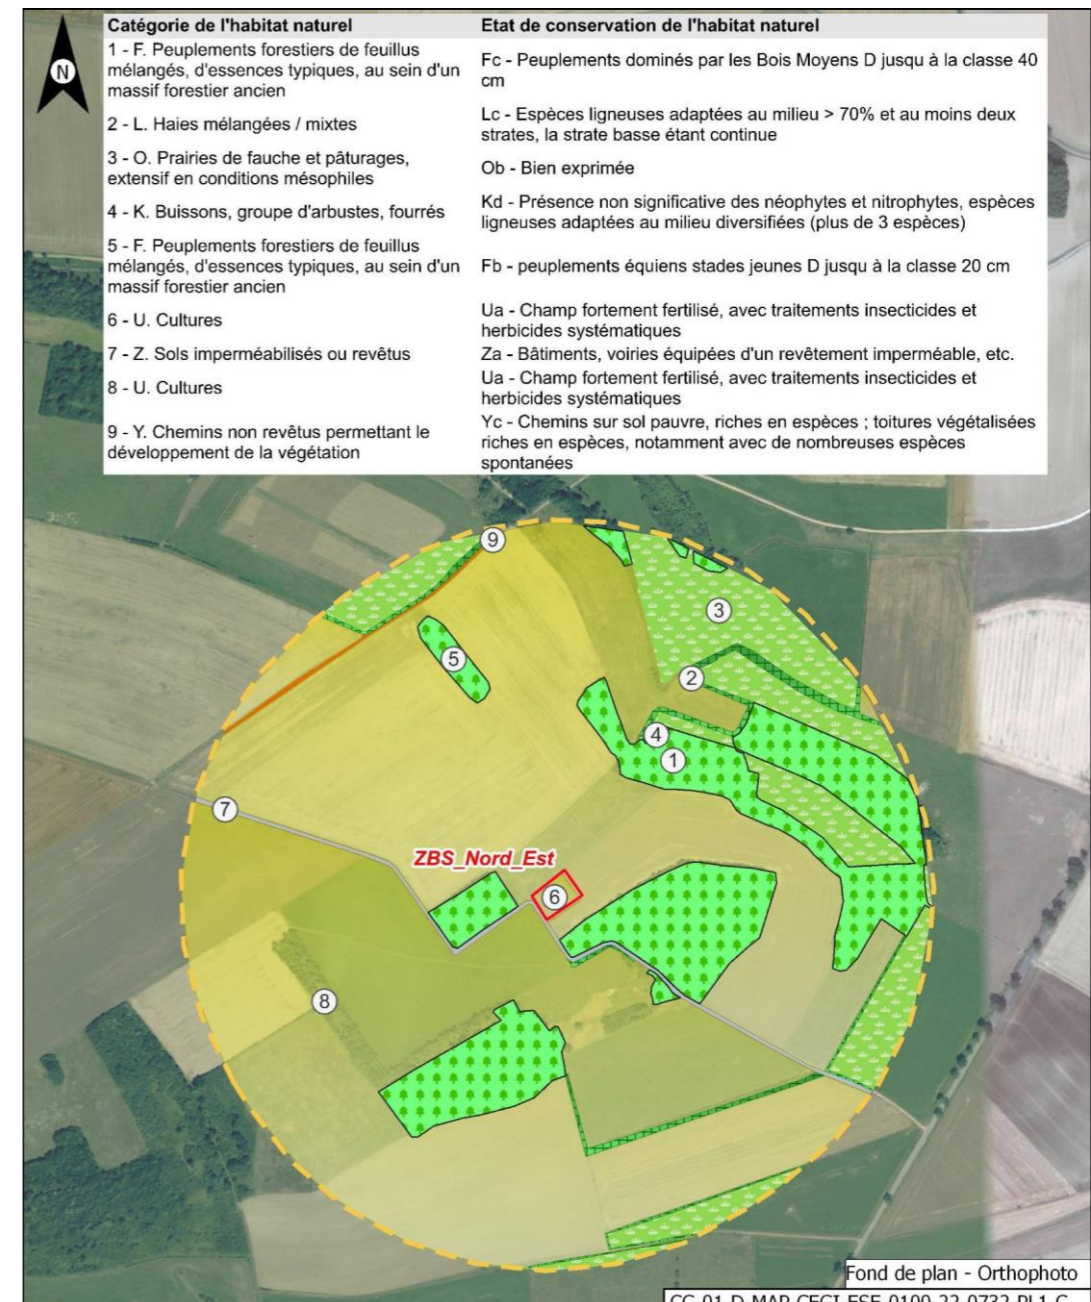 Catégorie de l'habitat naturel
Etat de conservation de l'habitat naturel
1 - F. Peuplements forestiers de feuillus
mélangés, d'essences typiques, au sein d'un
massif forestier ancien
Fc - Peuplements dominés par les Bois Moyens D jusqu à la classe 40
cm
2 - L. Haies mélangées / mixtes
Lc - Espèces ligneuses adaptées au milieu > 70% et au moins deux
strates, la strate basse étant continue
3 - O. Prairies de fauche et pâturages,
extensif en conditions mésophiles
Ob - Bien exprimée
4 - K. Buissons, groupe d'arbustes, fourrés
Kd - Présence non significative des néophytes et nitrophytes, espèces
ligneuses adaptées au milieu diversifiées (plus de 3 espèces)
5 - F. Peuplements forestiers de feuillus
mélangés, d'essences typiques, au sein d'un
massif forestier ancien
Fb - peuplements équiens stades jeunes D jusqu à la classe 20 cm
6 - U. Cultures
Ua - Champ fortement fertilisé, avec traitements insecticides et
herbicides systématiques
7 - Z. Sols imperméabilisés ou revêtus
Za - Bâtiments, voiries équipées d'un revêtement imperméable, etc.
8 - U. Cultures
Ua - Champ fortement fertilisé, avec traitements insecticides et
herbicides systématiques
9 - Y. Chemins non revêtus permettant le
développement de la végétation
Yc - Chemins sur sol pauvre, riches en espèces ; toitures végétalisées
riches en espèces, notamment avec de nombreuses espèces
spontanées
N
9
3
5
2
4
1
7
ZBS_Nord_Est
6
8
Fond de plan - Orthophoto
CG-01-D-MAP-CECI-ESE-0100-22-0732-PL1-C